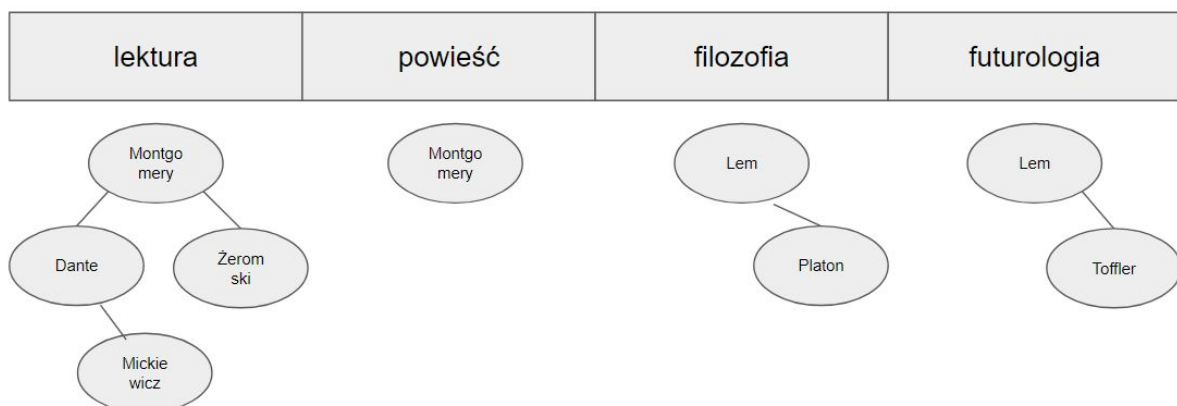 lektura powieść filozofia futurologia
Montgo
mery
Montgo
mery
Lem
Lem
Dante
Żerom
ski
Platon
Toffler
Mickie
wicz